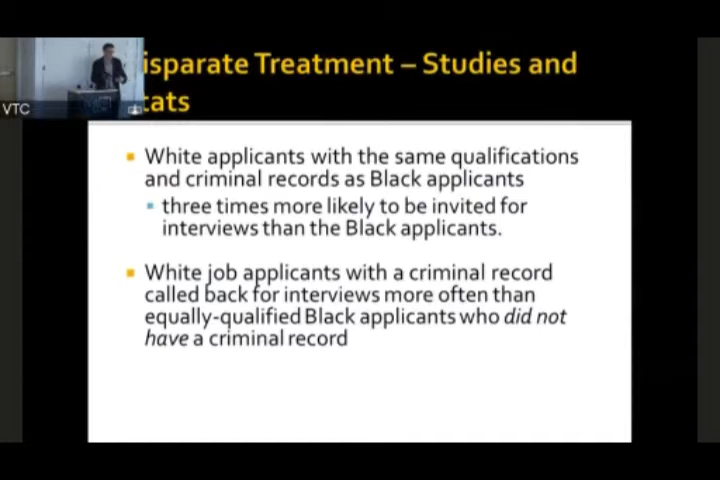 isparate Treatment – Studies and
tats
VTC
White applicants with the same qualifications
and criminal records as Black applicants
three times more likely to be invited for
interviews than the Black applicants.
White job applicants with a criminal record
called back for interviews more often than
equally-qualified Black applicants who did not
have a criminal record